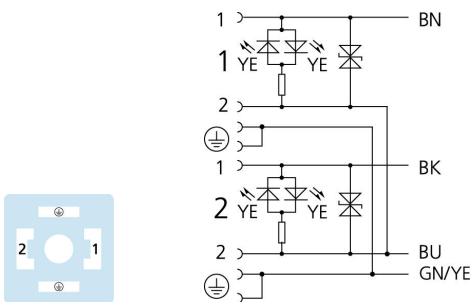 1 BN
1 YE YE
2
1 BK
2 YE YE
2 BU
GN/YE
2 1